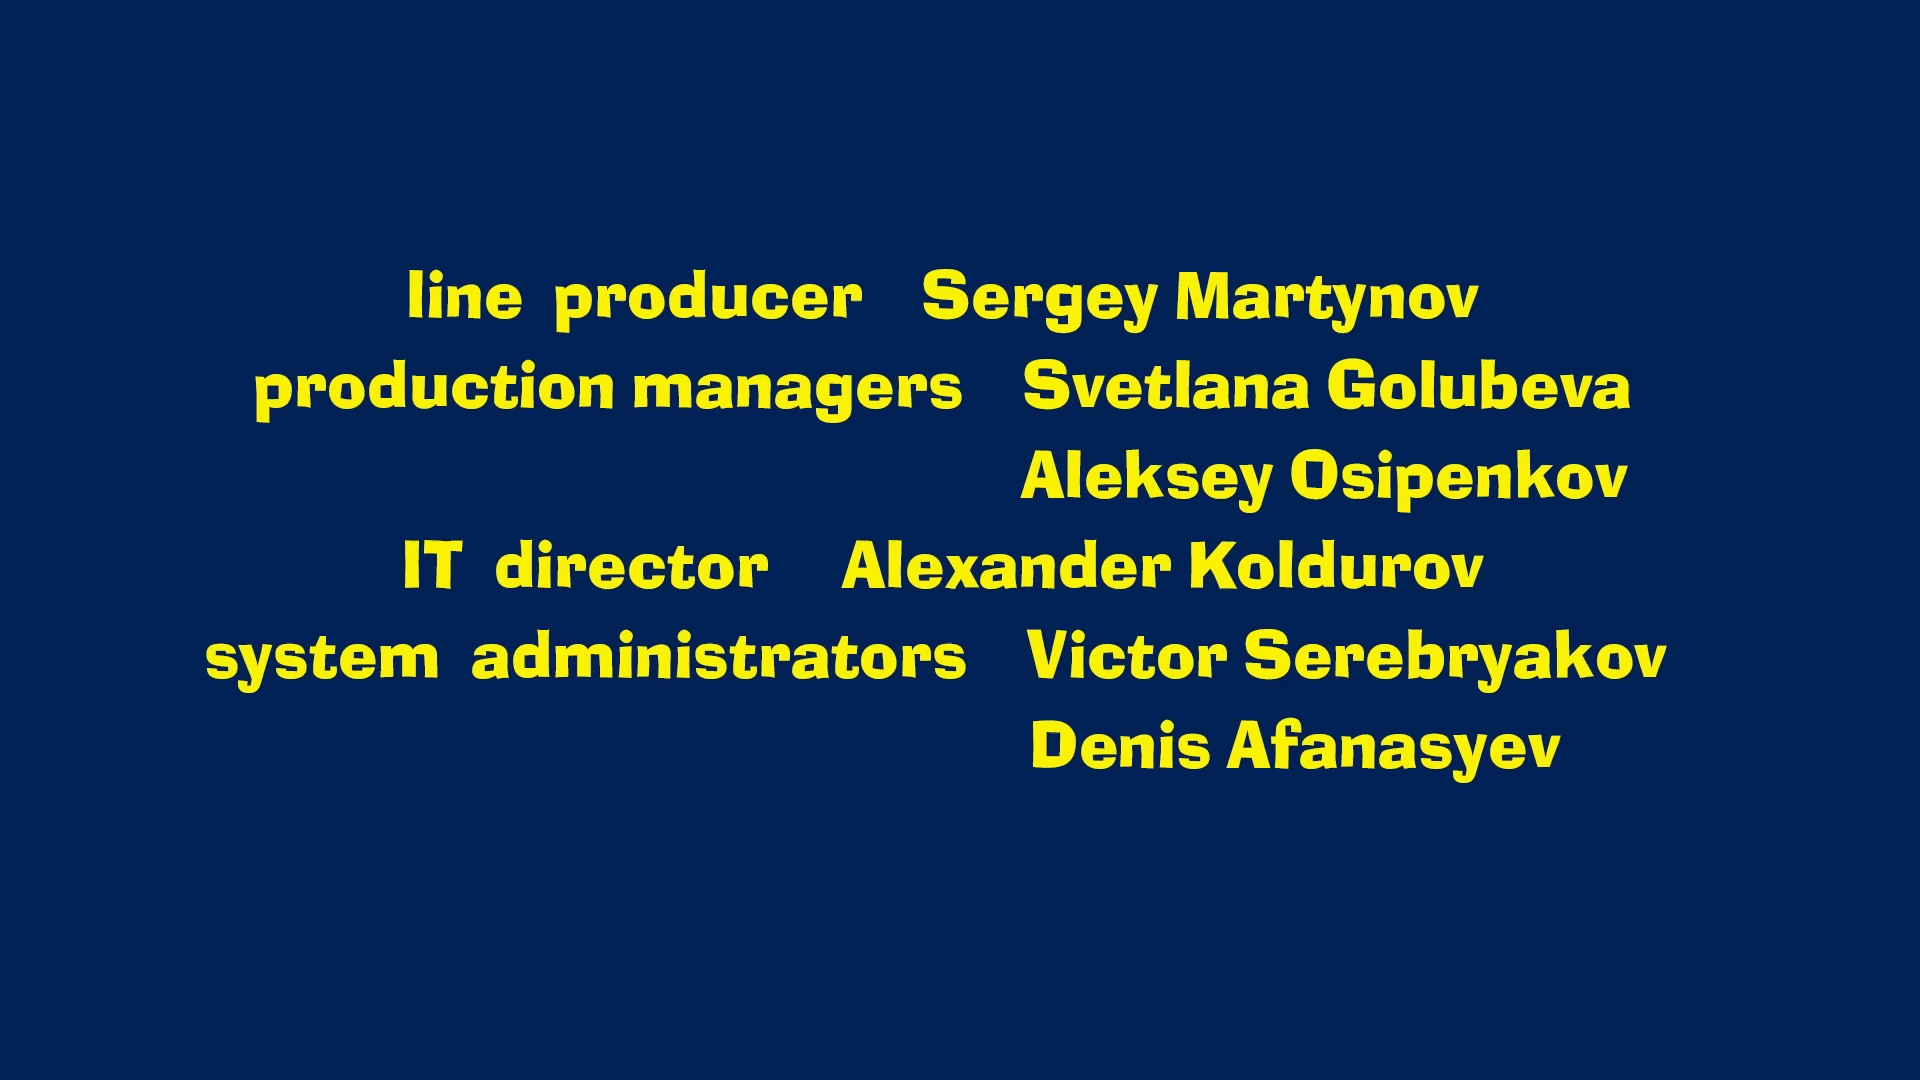 line producer Sergey Martynov
production managers Svetlana Golubeva
Aleksey Osipenkov
IT director Alexander Koldurov
system administrators Victor Serebryakov
Denis Afanasyev